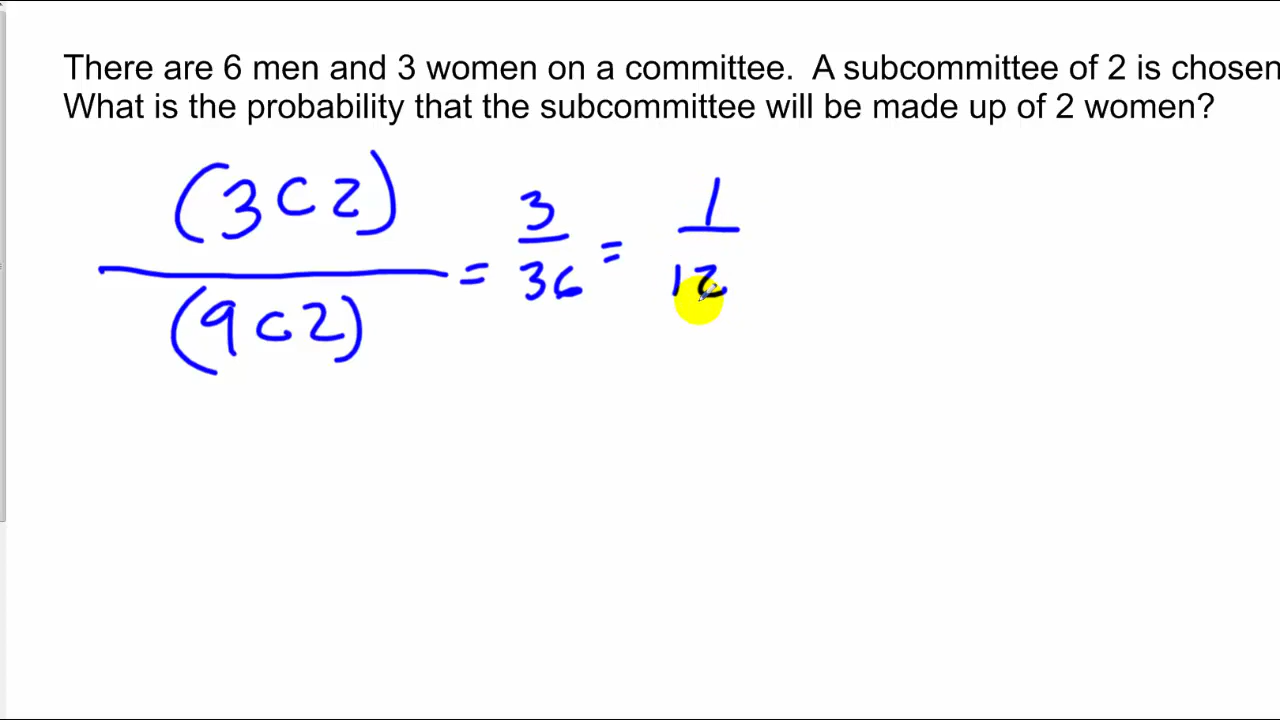 There are 6 men and 3 women on a committee. A subcommittee of 2 is chosen
What is the probability that the subcommittee will be made up of 2 women?
(3C2)
/(9C2) = 3/36 = 1/12